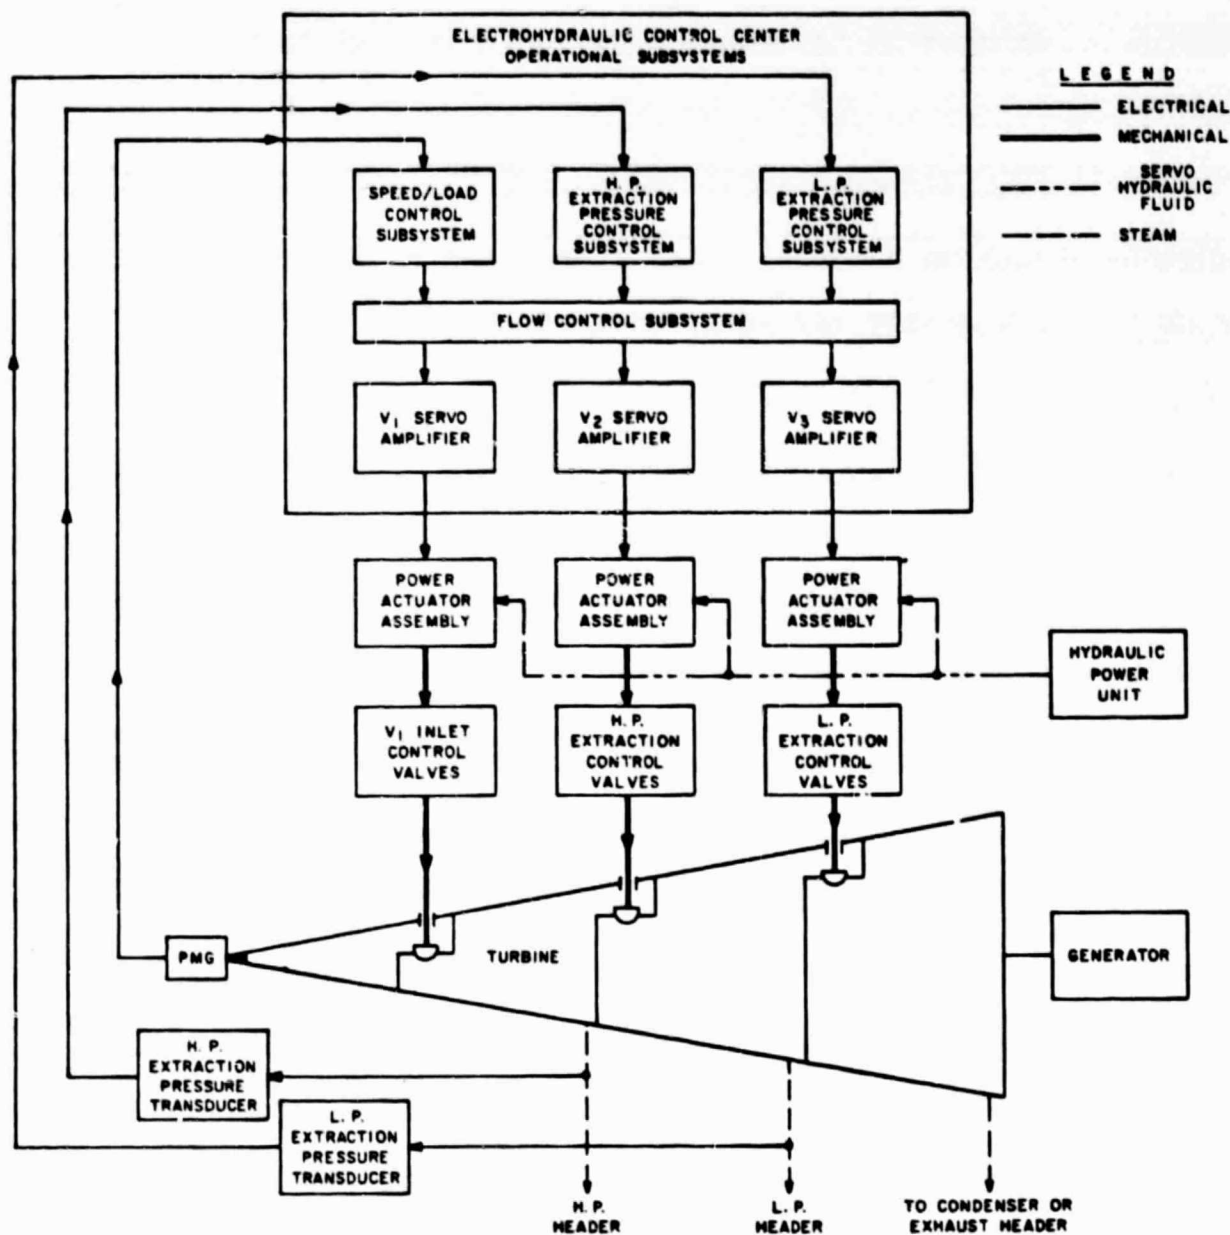 ELECTROHYDRAULIC CONTROL CENTER
OPERATIONAL SUBSYSTEMS
LEGEND
ELECTRICAL
MECHANICAL
SERVO
HYDRAULIC
FLUID
STEAM
SPEED/LOAD
CONTROL
SUBSYSTEM
H. P.
EXTRACTION
PRESSURE
CONTROL
SUBSYSTEM
L. P.
EXTRACTION
PRESSURE
CONTROL
SUBSYSTEM
FLOW CONTROL SUBSYSTEM
V1 SERVO
AMPLIFIER
V2 SERVO
AMPLIFIER
V3 SERVO
AMPLIFIER
POWER
ACTUATOR
ASSEMBLY
POWER
ACTUATOR
ASSEMBLY
POWER
ACTUATOR
ASSEMBLY
HYDRAULIC
POWER
UNIT
V1 INLET
CONTROL
VALVES
H. P.
EXTRACTION
CONTROL
VALVES
L. P.
EXTRACTION
CONTROL
VALVES
PMG
TURBINE
GENERATOR
H. P.
EXTRACTION
PRESSURE
TRANSDUCER
L. P.
EXTRACTION
PRESSURE
TRANSDUCER
H. P.
HEADER
L. P.
HEADER
TO CONDENSER OR
EXHAUST HEADER